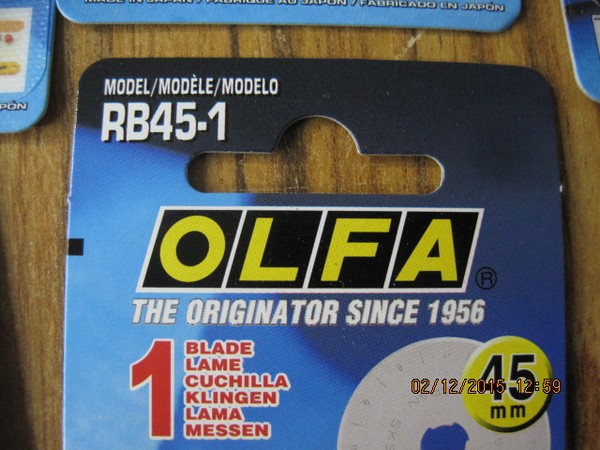 MADE IN JAPAN / FABRIQUÉ AU JAPON / FABRICADO EN JAPÓN
PÓN
MODEL/MODÈLE/MODELO
RB45-1
OLFA®
THE ORIGINATOR SINCE 1956
1 BLADE
LAME
CUCHILLA
KLINGEN
LAMA
MESSEN
45
mm
02/12/2015 12:59